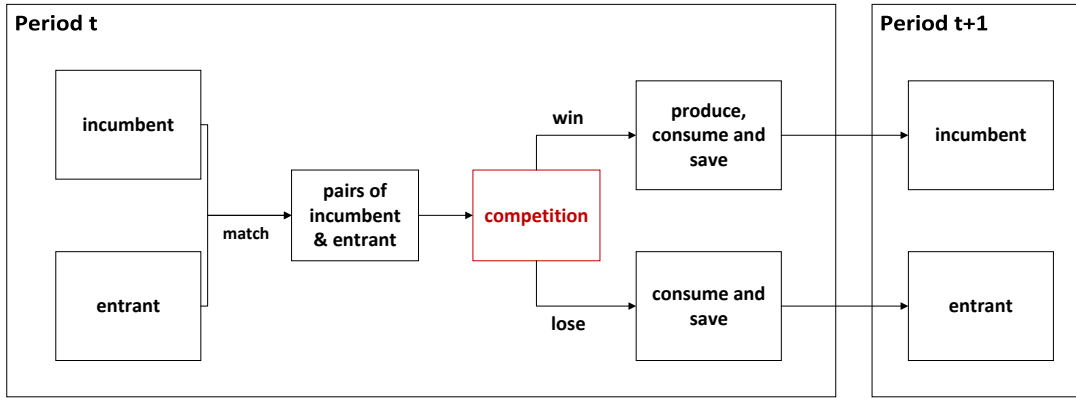 Period t
incumbent
entrant
match
pairs of
incumbent
& entrant
competition
win
lose
produce,
consume and
save
consume and
save
Period t+1
incumbent
entrant